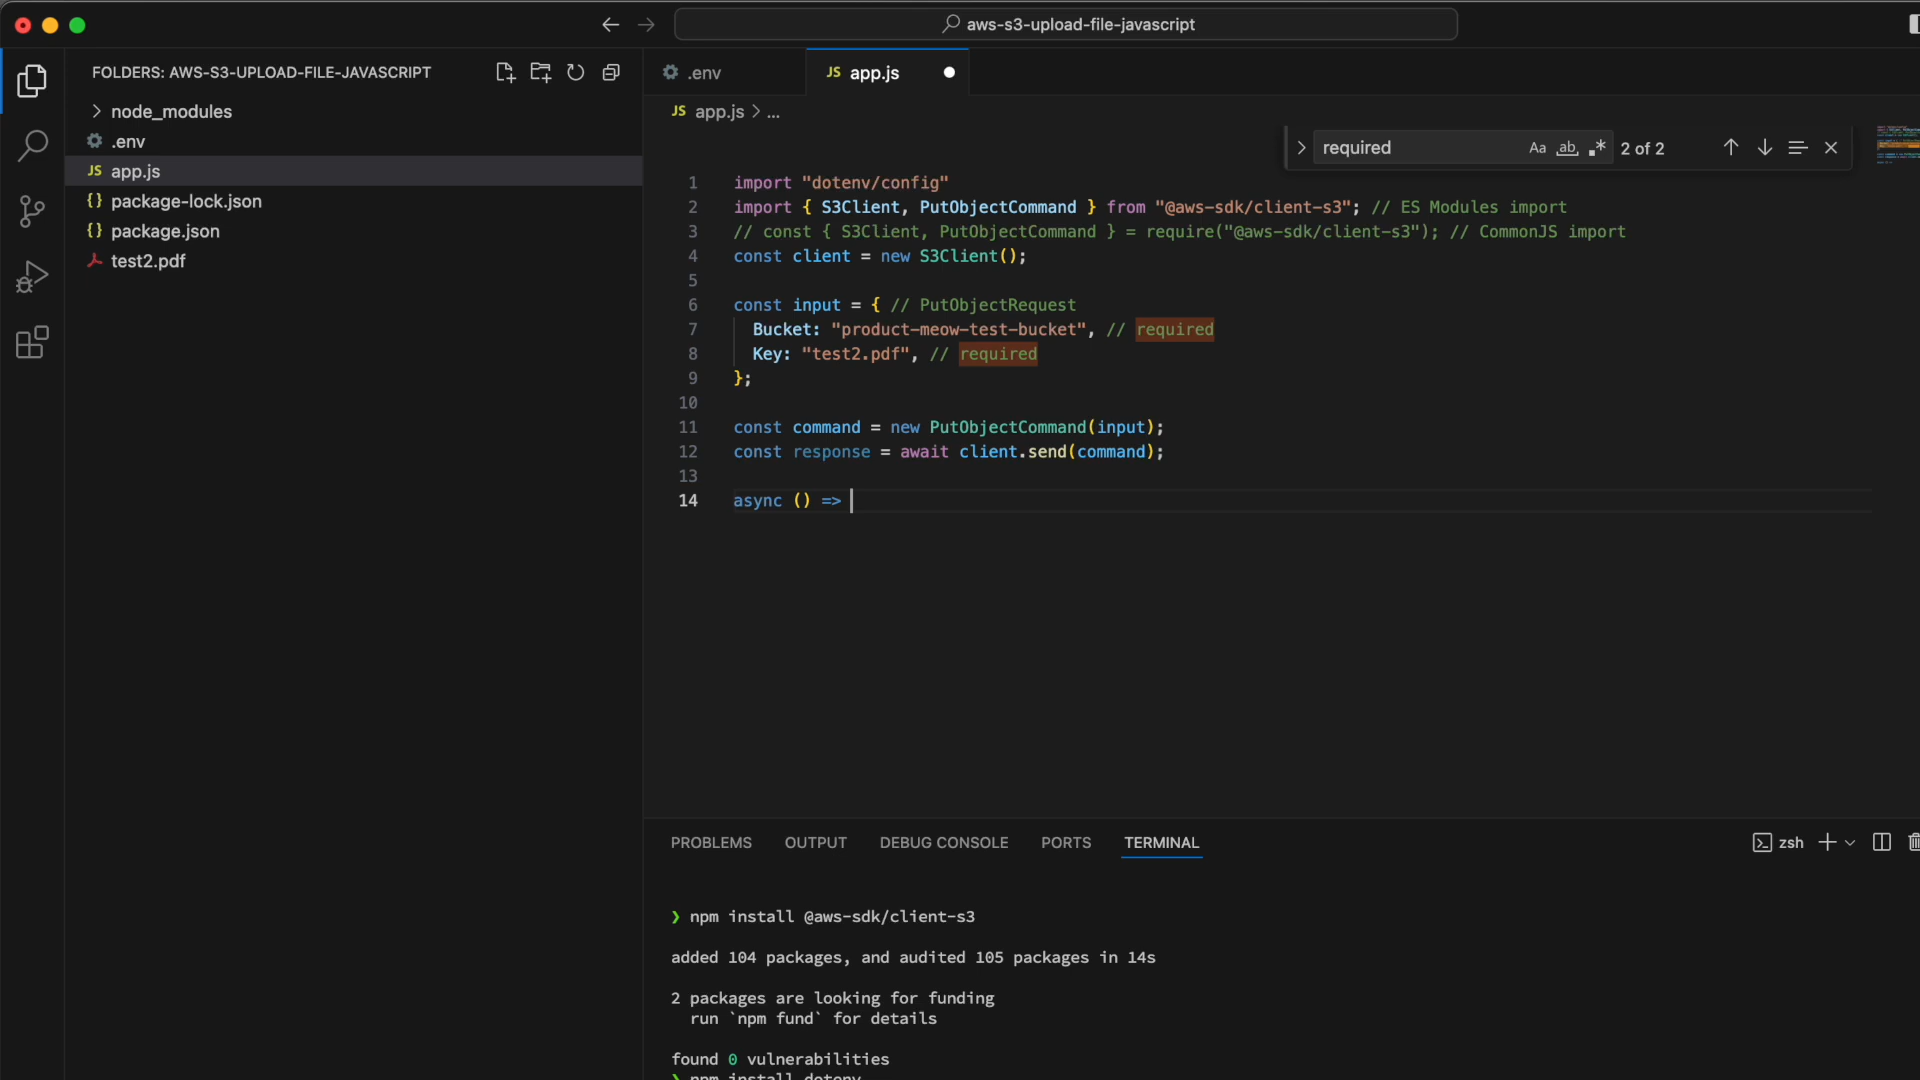 aws-s3-upload-file-javascript
FOLDERS: AWS-S3-UPLOAD-FILE-JAVASCRIPT
node_modules
.env
JS app.js
{} package-lock.json
{} package.json
test2.pdf
.env
JS app.js
JS app.js > ...
required Aa ab .* 2 of 2
1 import "dotenv/config"
2 import { S3Client, PutObjectCommand } from "@aws-sdk/client-s3"; // ES Modules import
3 // const { S3Client, PutObjectCommand } = require("@aws-sdk/client-s3"); // CommonJS import
4 const client = new S3Client();
5
6 const input = { // PutObjectRequest
7 Bucket: "product-meow-test-bucket", // required
8 Key: "test2.pdf", // required
9 };
10
11 const command = new PutObjectCommand(input);
12 const response = await client.send(command);
13
14 async () =>
PROBLEMS OUTPUT DEBUG CONSOLE PORTS TERMINAL zsh
❯ npm install @aws-sdk/client-s3
added 104 packages, and audited 105 packages in 14s
2 packages are looking for funding
run `npm fund` for details
found 0 vulnerabilities
❯ npm install dotenv